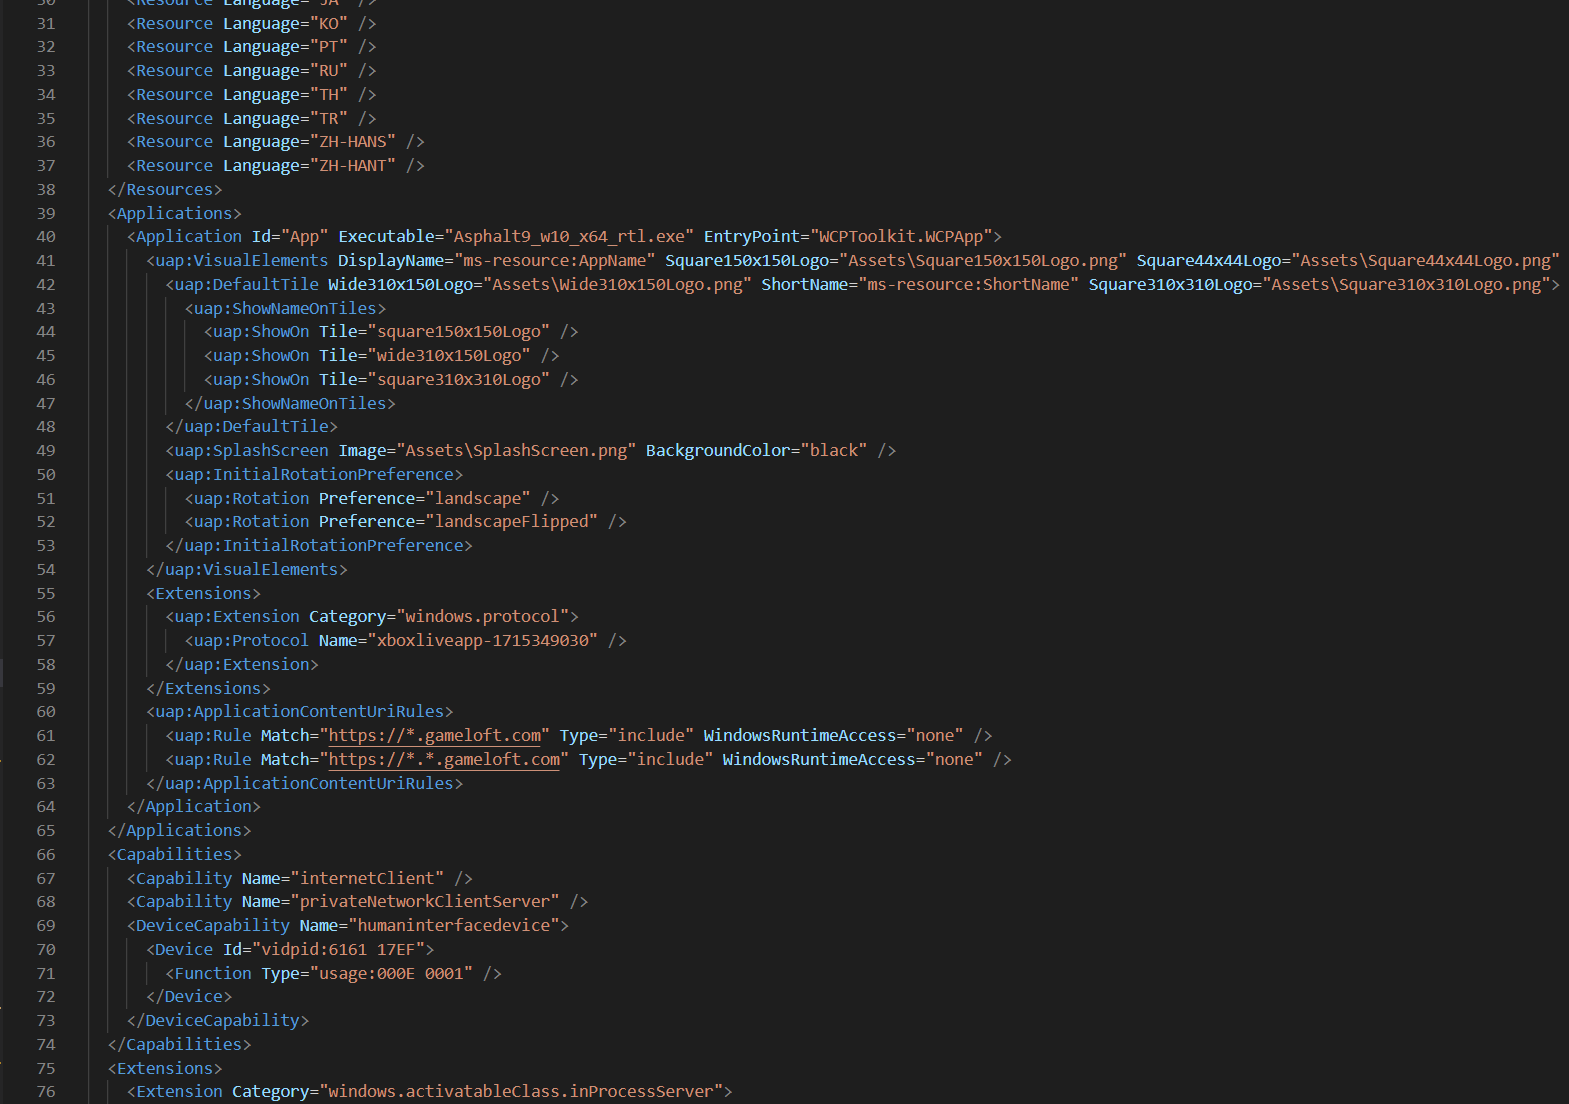 30 <Resource Language="JA" />
31 <Resource Language="KO" />
32 <Resource Language="PT" />
33 <Resource Language="RU" />
34 <Resource Language="TH" />
35 <Resource Language="TR" />
36 <Resource Language="ZH-HANS" />
37 <Resource Language="ZH-HANT" />
38 </Resources>
39 <Applications>
40 <Application Id="App" Executable="Asphalt9_w10_x64_rtl.exe" EntryPoint="WCPToolkit.WCPApp">
41 <uap:VisualElements DisplayName="ms-resource:AppName" Square150x150Logo="Assets\Square150x150Logo.png" Square44x44Logo="Assets\Square44x44Logo.png"
42 <uap:DefaultTile Wide310x150Logo="Assets\Wide310x150Logo.png" ShortName="ms-resource:ShortName" Square310x310Logo="Assets\Square310x310Logo.png">
43 <uap:ShowNameOnTiles>
44 <uap:ShowOn Tile="square150x150Logo" />
45 <uap:ShowOn Tile="wide310x150Logo" />
46 <uap:ShowOn Tile="square310x310Logo" />
47 </uap:ShowNameOnTiles>
48 </uap:DefaultTile>
49 <uap:SplashScreen Image="Assets\SplashScreen.png" BackgroundColor="black" />
50 <uap:InitialRotationPreference>
51 <uap:Rotation Preference="landscape" />
52 <uap:Rotation Preference="landscapeFlipped" />
53 </uap:InitialRotationPreference>
54 </uap:VisualElements>
55 <Extensions>
56 <uap:Extension Category="windows.protocol">
57 <uap:Protocol Name="xboxliveapp-1715349030" />
58 </uap:Extension>
59 </Extensions>
60 <uap:ApplicationContentUriRules>
61 <uap:Rule Match="https://*.gameloft.com" Type="include" WindowsRuntimeAccess="none" />
62 <uap:Rule Match="https://*.*.gameloft.com" Type="include" WindowsRuntimeAccess="none" />
63 </uap:ApplicationContentUriRules>
64 </Application>
65 </Applications>
66 <Capabilities>
67 <Capability Name="internetClient" />
68 <Capability Name="privateNetworkClientServer" />
69 <DeviceCapability Name="humaninterfacedevice">
70 <Device Id="vidpid:6161 17EF">
71 <Function Type="usage:000E 0001" />
72 </Device>
73 </DeviceCapability>
74 </Capabilities>
75 <Extensions>
76 <Extension Category="windows.activatableClass.inProcessServer">